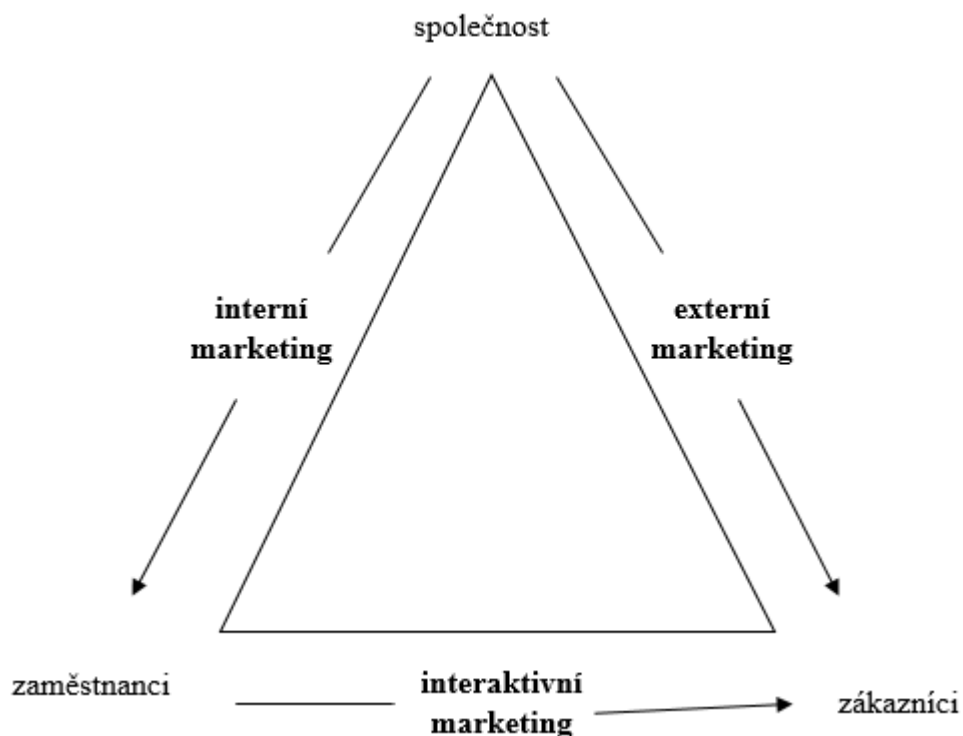 společnost
interní
marketing
externí
marketing
zaměstnanci
interaktivní
marketing
zákazníci